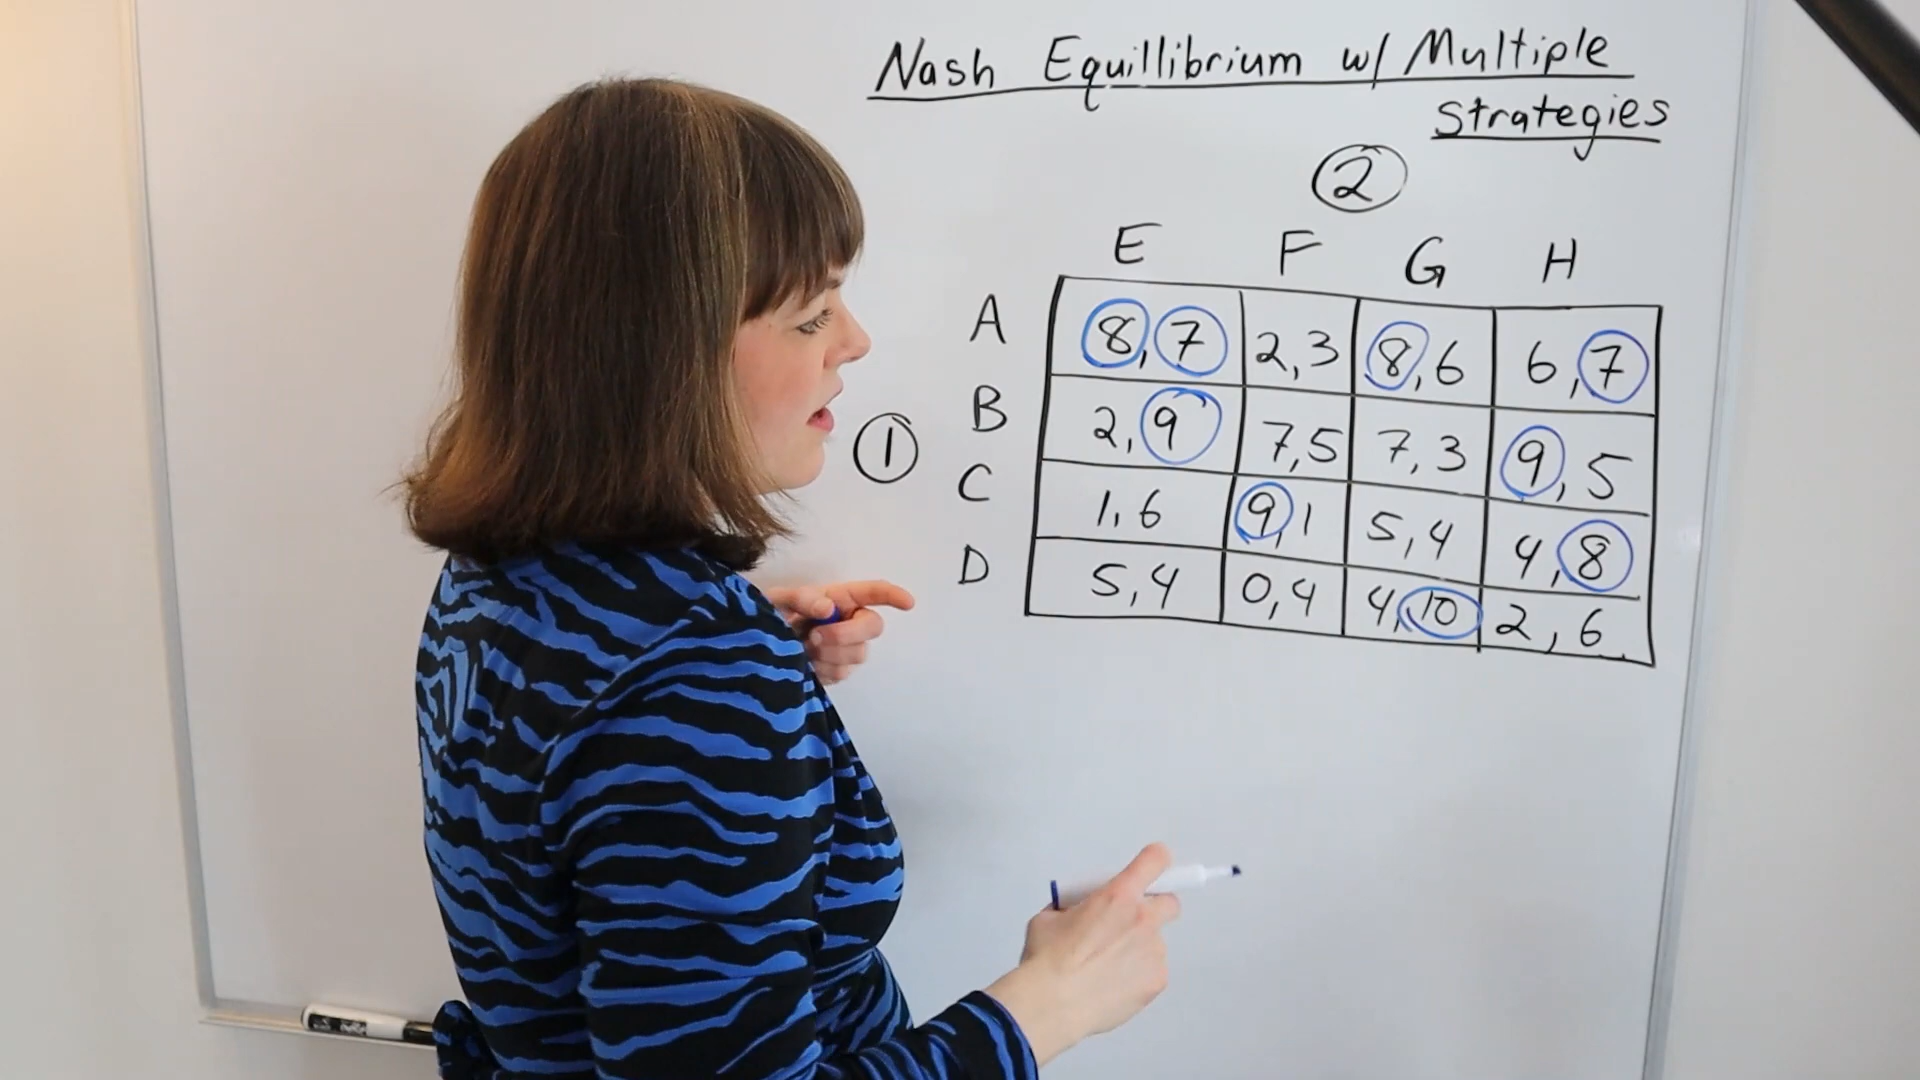 Nash Equillibrium w/ Multiple
Strategies
2
E F G H
A 8,7 2,3 8,6 6,7
B 2,9 7,5 7,3 9,5
1
C 1,6 9,1 5,4 4,8
D 5,4 0,4 4,10 2,6